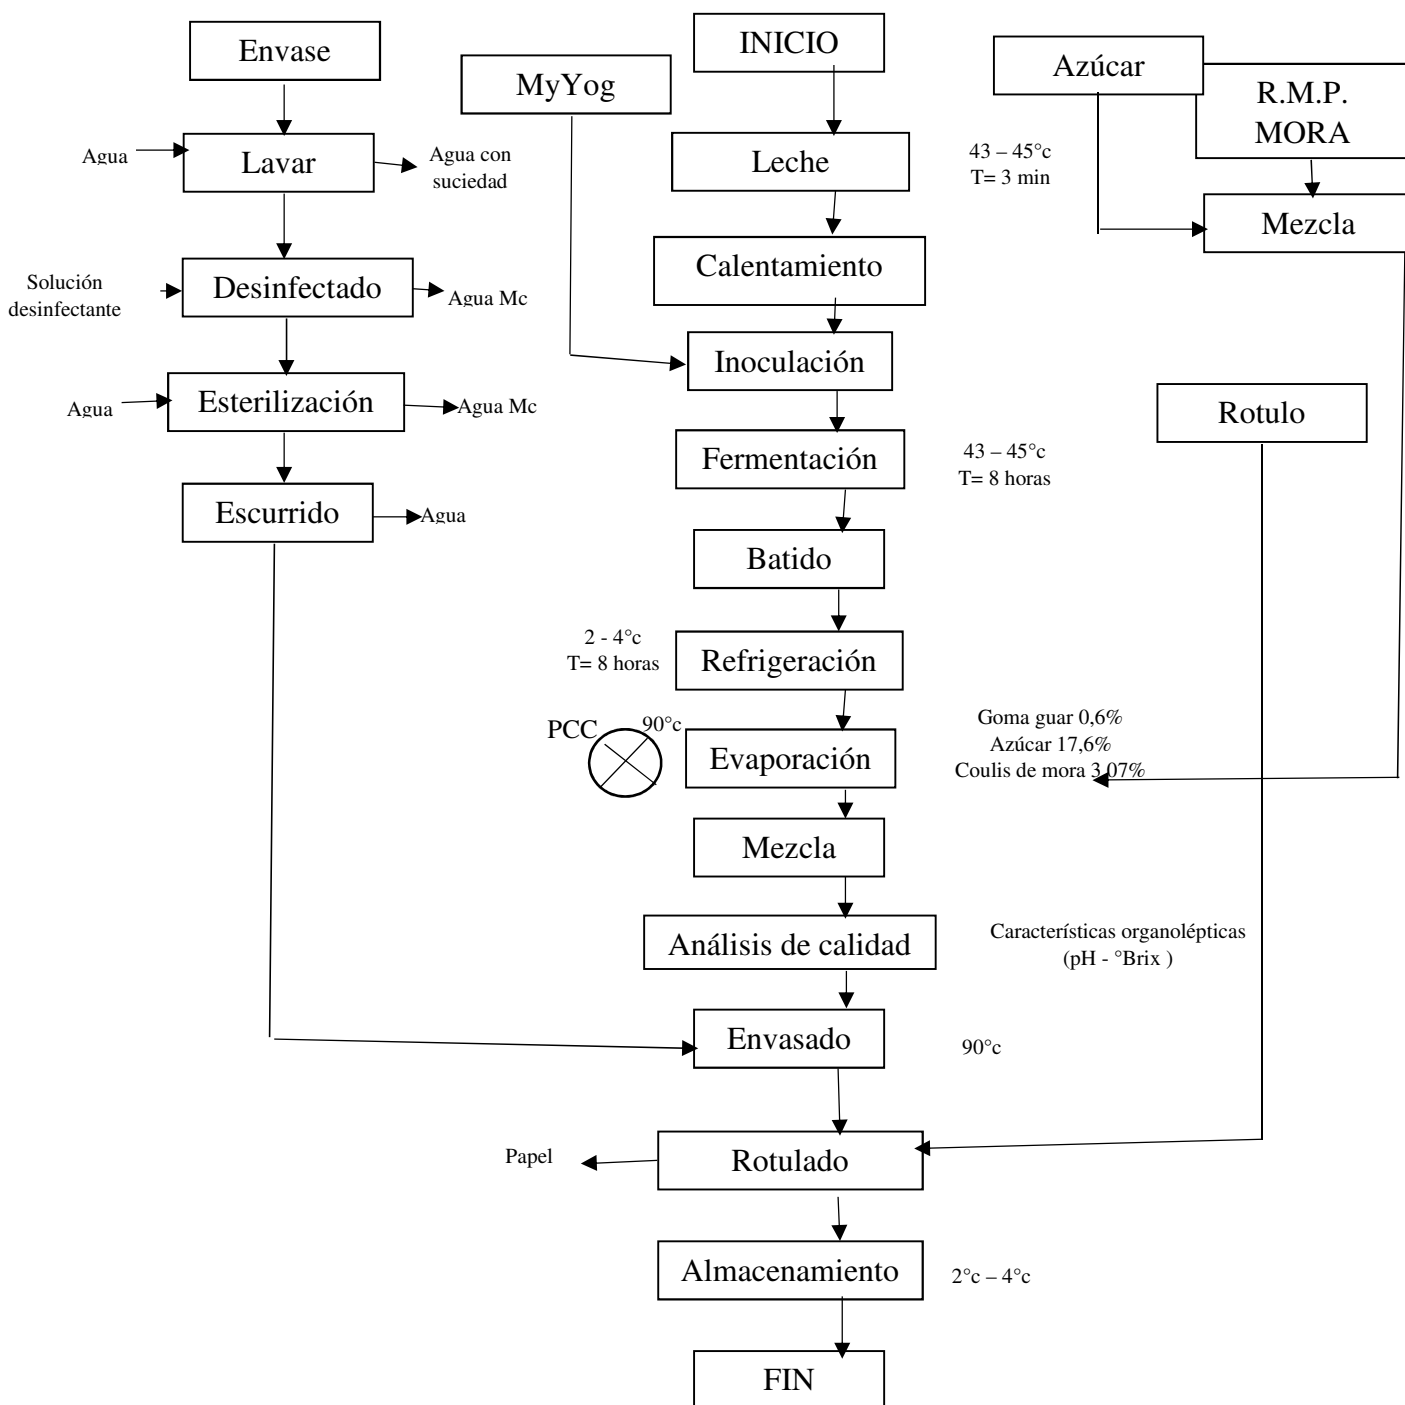 Envase
MyYog
INICIO
Azúcar
R.M.P.
MORA
Agua
Lavar
Agua con
suciedad
Leche
43 – 45°c
T= 3 min
Mezcla
Solución
desinfectante
Desinfectado
Agua Mc
Calentamiento
Inoculación
Agua
Esterilización
Agua Mc
Rotulo
Fermentación
43 – 45°c
T= 8 horas
Escurrido
Agua
Batido
2 - 4°c
T= 8 horas
Refrigeración
PCC
90°c
Evaporación
Goma guar 0,6%
Azúcar 17,6%
Coulis de mora 3,07%
Mezcla
Análisis de calidad
Características organolépticas
(pH - °Brix )
Envasado
90°c
Papel
Rotulado
Almacenamiento
2°c – 4°c
FIN